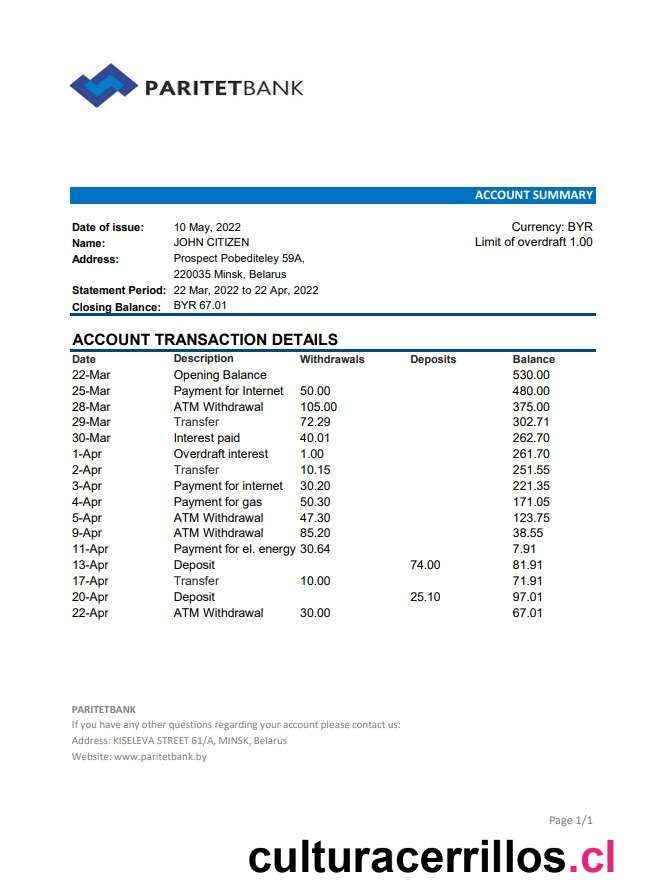 PARITETBANK
ACCOUNT SUMMARY
Date of issue: 10 May, 2022 Currency: BYR
Name: JOHN CITIZEN Limit of overdraft 1.00
Address: Prospect Pobediteley 59A,
220035 Minsk, Belarus
Statement Period: 22 Mar, 2022 to 22 Apr, 2022
Closing Balance: BYR 67.01
ACCOUNT TRANSACTION DETAILS
Date Description Withdrawals Deposits Balance
22-Mar Opening Balance 530.00
25-Mar Payment for Internet 50.00 480.00
28-Mar ATM Withdrawal 105.00 375.00
29-Mar Transfer 72.29 302.71
30-Mar Interest paid 40.01 262.70
1-Apr Overdraft interest 1.00 261.70
2-Apr Transfer 10.15 251.55
3-Apr Payment for internet 30.20 221.35
4-Apr Payment for gas 50.30 171.05
5-Apr ATM Withdrawal 47.30 123.75
9-Apr ATM Withdrawal 85.20 38.55
11-Apr Payment for el. energy 30.64 7.91
13-Apr Deposit 74.00 81.91
17-Apr Transfer 10.00 71.91
20-Apr Deposit 25.10 97.01
22-Apr ATM Withdrawal 30.00 67.01
PARITETBANK
If you have any other questions regarding your account please contact us:
Address: KISELEVA STREET 61/A, MINSK, Belarus
Website: www.paritetbank.by
Page 1/1
culturacerrillos.cl